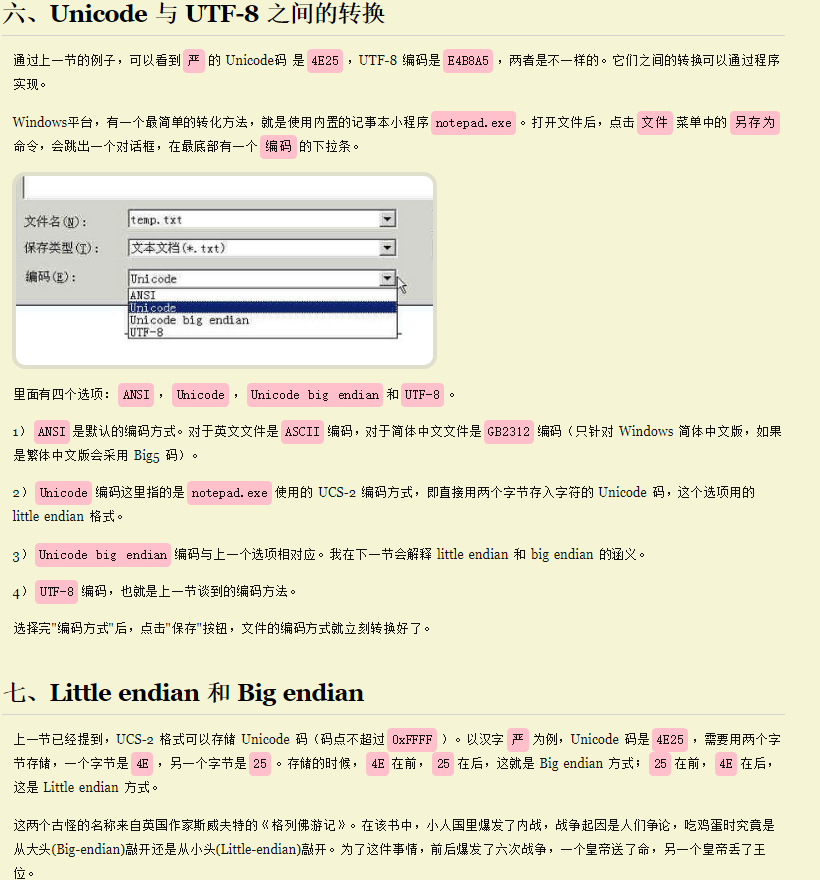 六、Unicode 与 UTF-8 之间的转换
通过上一节的例子，可以看到 严 的 Unicode码 是 4E25 ，UTF-8 编码是 E4B8A5 ，两者是不一样的。它们之间的转换可以通过程序
实现。
Windows平台，有一个最简单的转化方法，就是使用内置的记事本小程序 notepad.exe 。打开文件后，点击 文件 菜单中的 另存为
命令，会跳出一个对话框，在最底部有一个 编码 的下拉条。
文件名(N): temp.txt
保存类型(T): 文本文档(*.txt)
编码(E): Unicode
ANSI
Unicode
Unicode big endian
UTF-8
里面有四个选项： ANSI ， Unicode ， Unicode big endian 和 UTF-8 。
1） ANSI 是默认的编码方式。对于英文文件是 ASCII 编码，对于简体中文文件是 GB2312 编码（只针对 Windows 简体中文版，如果
是繁体中文版会采用 Big5 码）。
2） Unicode 编码这里指的是 notepad.exe 使用的 UCS-2 编码方式，即直接用两个字节存入字符的 Unicode 码，这个选项用的
little endian 格式。
3） Unicode big endian 编码与上一个选项相对应。我在下一节会解释 little endian 和 big endian 的涵义。
4） UTF-8 编码，也就是上一节谈到的编码方法。
选择完"编码方式"后，点击"保存"按钮，文件的编码方式就立刻转换好了。
七、Little endian 和 Big endian
上一节已经提到，UCS-2 格式可以存储 Unicode 码（码点不超过 0xFFFF ）。以汉字 严 为例，Unicode 码是 4E25 ，需要用两个字
节存储，一个字节是 4E ，另一个字节是 25 。存储的时候， 4E 在前， 25 在后，这就是 Big endian 方式； 25 在前， 4E 在后，
这是 Little endian 方式。
这两个古怪的名称来自英国作家斯威夫特的《格列佛游记》。在该书中，小人国里爆发了内战，战争起因是人们争论，吃鸡蛋时究竟是
从大头(Big-endian)敲开还是从小头(Little-endian)敲开。为了这件事情，前后爆发了六次战争，一个皇帝送了命，另一个皇帝丢了王
位。